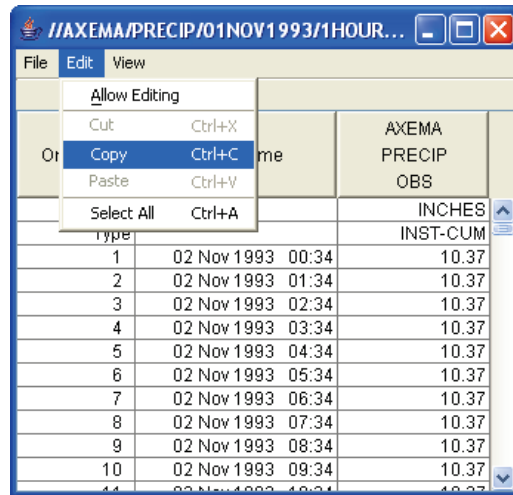 //AXEMA/PRECIP/01NOV1993/1HOUR...
File Edit View
Allow Editing
Cut Ctrl+X
Copy Ctrl+C
Paste Ctrl+V
Select All Ctrl+A
Or me
AXEMA
PRECIP
OBS
INCHES
Type INST-CUM
1 02 Nov 1993 00:34 10.37
2 02 Nov 1993 01:34 10.37
3 02 Nov 1993 02:34 10.37
4 02 Nov 1993 03:34 10.37
5 02 Nov 1993 04:34 10.37
6 02 Nov 1993 05:34 10.37
7 02 Nov 1993 06:34 10.37
8 02 Nov 1993 07:34 10.37
9 02 Nov 1993 08:34 10.37
10 02 Nov 1993 09:34 10.37